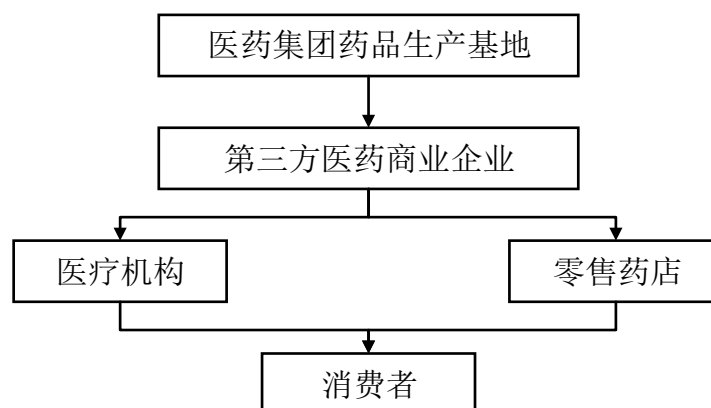 医药集团药品生产基地
第三方医药商业企业
医疗机构
零售药店
消费者